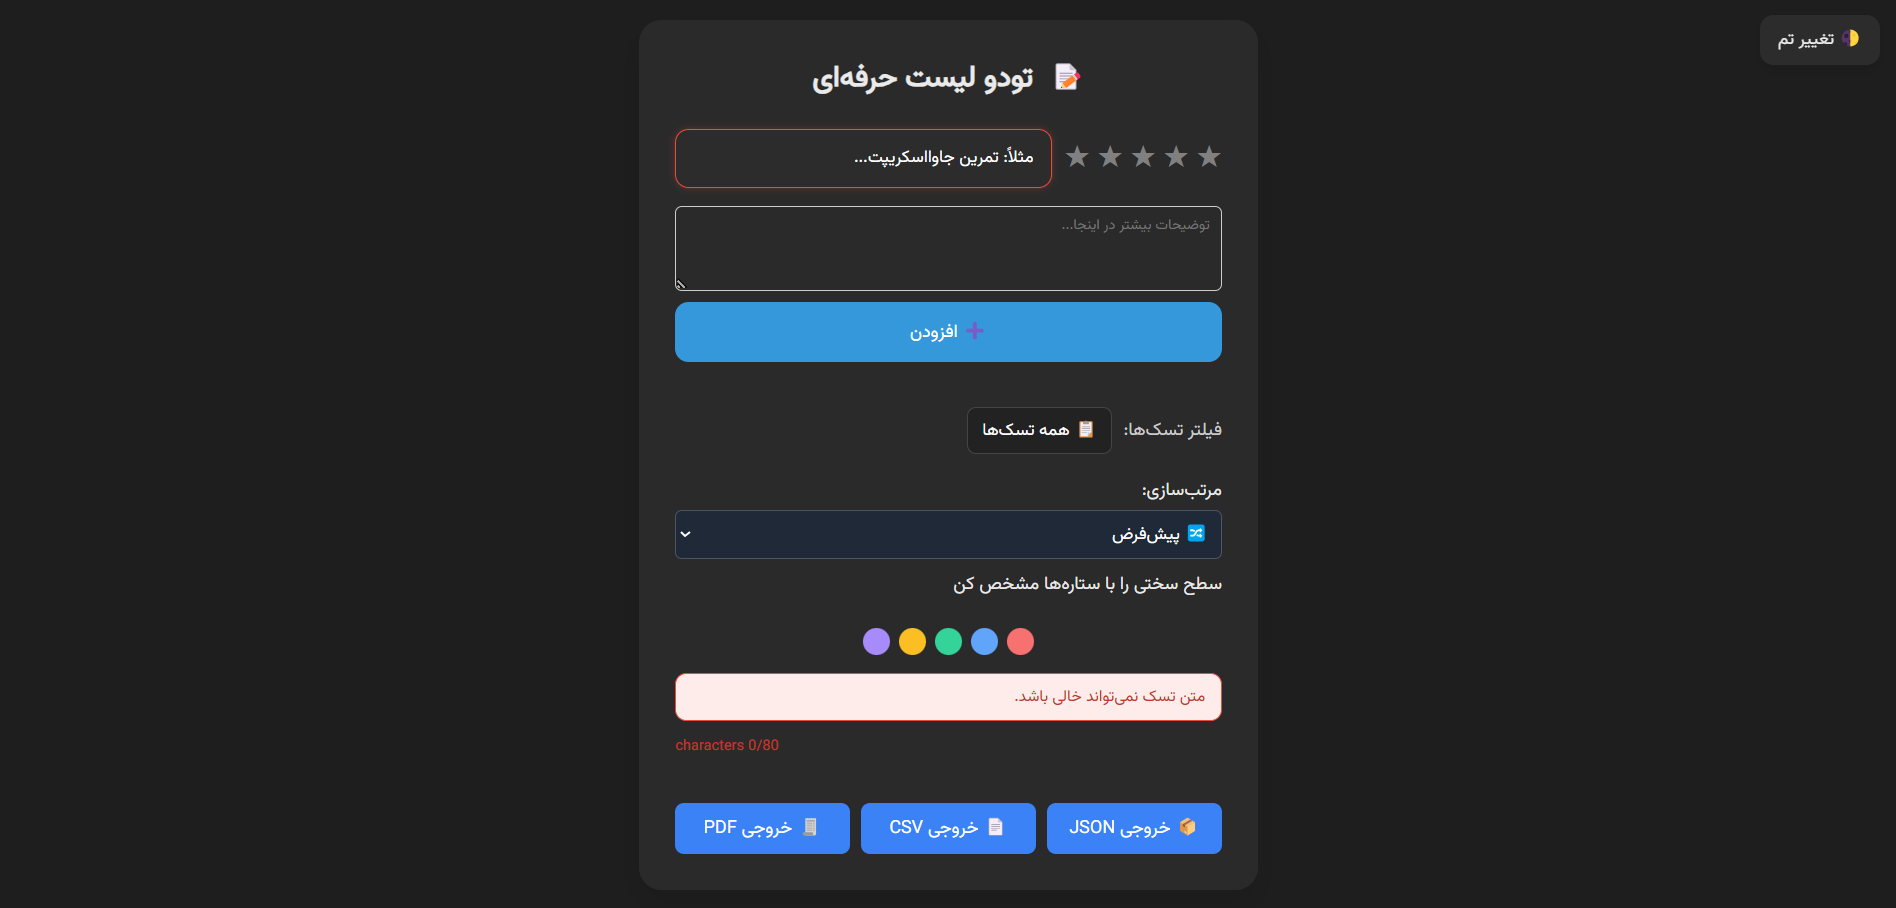 🌗 تغییر تم
📝 تودو لیست حرفه‌ای
مثلاً: تمرین جاوااسکریپت...
توضیحات بیشتر در اینجا...
➕ افزودن
فیلتر تسک‌ها:
📋 همه تسک‌ها
مرتب‌سازی:
🔀 پیش‌فرض
سطح سختی را با ستاره‌ها مشخص کن
متن تسک نمی‌تواند خالی باشد.
characters 0/80
📦 خروجی JSON
📄 خروجی CSV
🧾 خروجی PDF